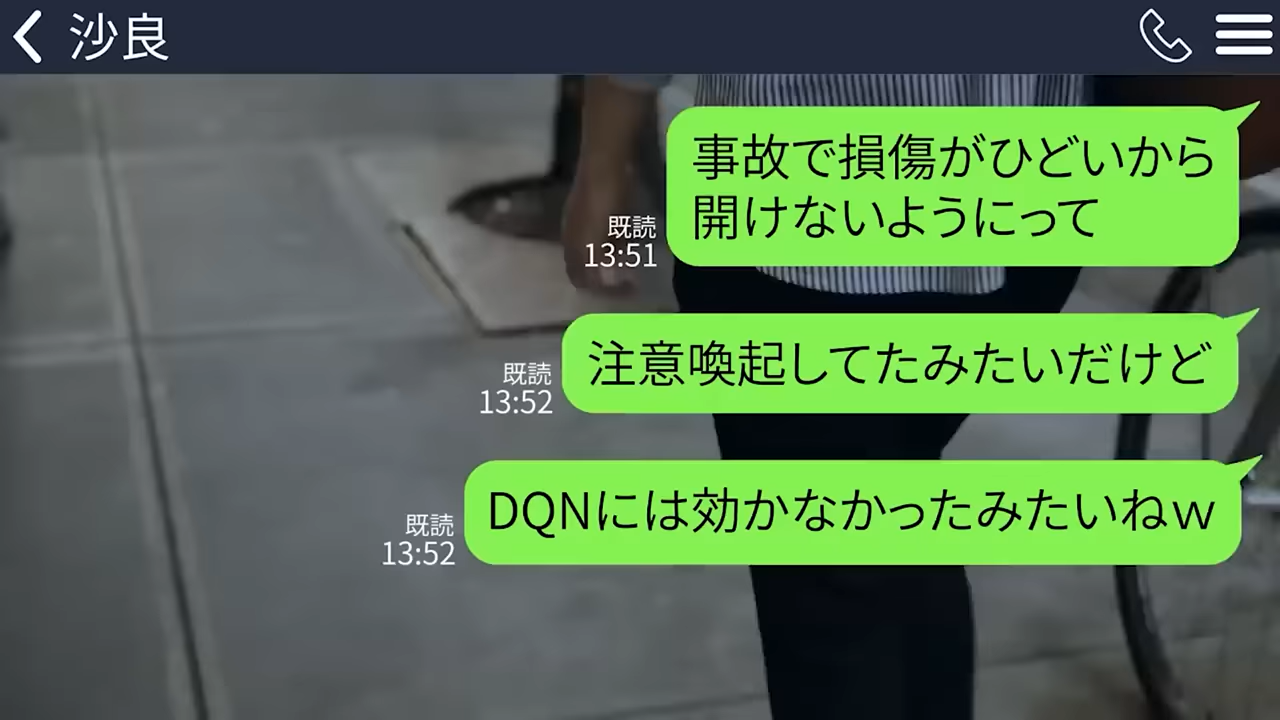 沙良
事故で損傷がひどいから
開けないようにって
既読
13:51
注意喚起してたみたいだけど
既読
13:52
DQNには効かなかったみたいねw
既読
13:52